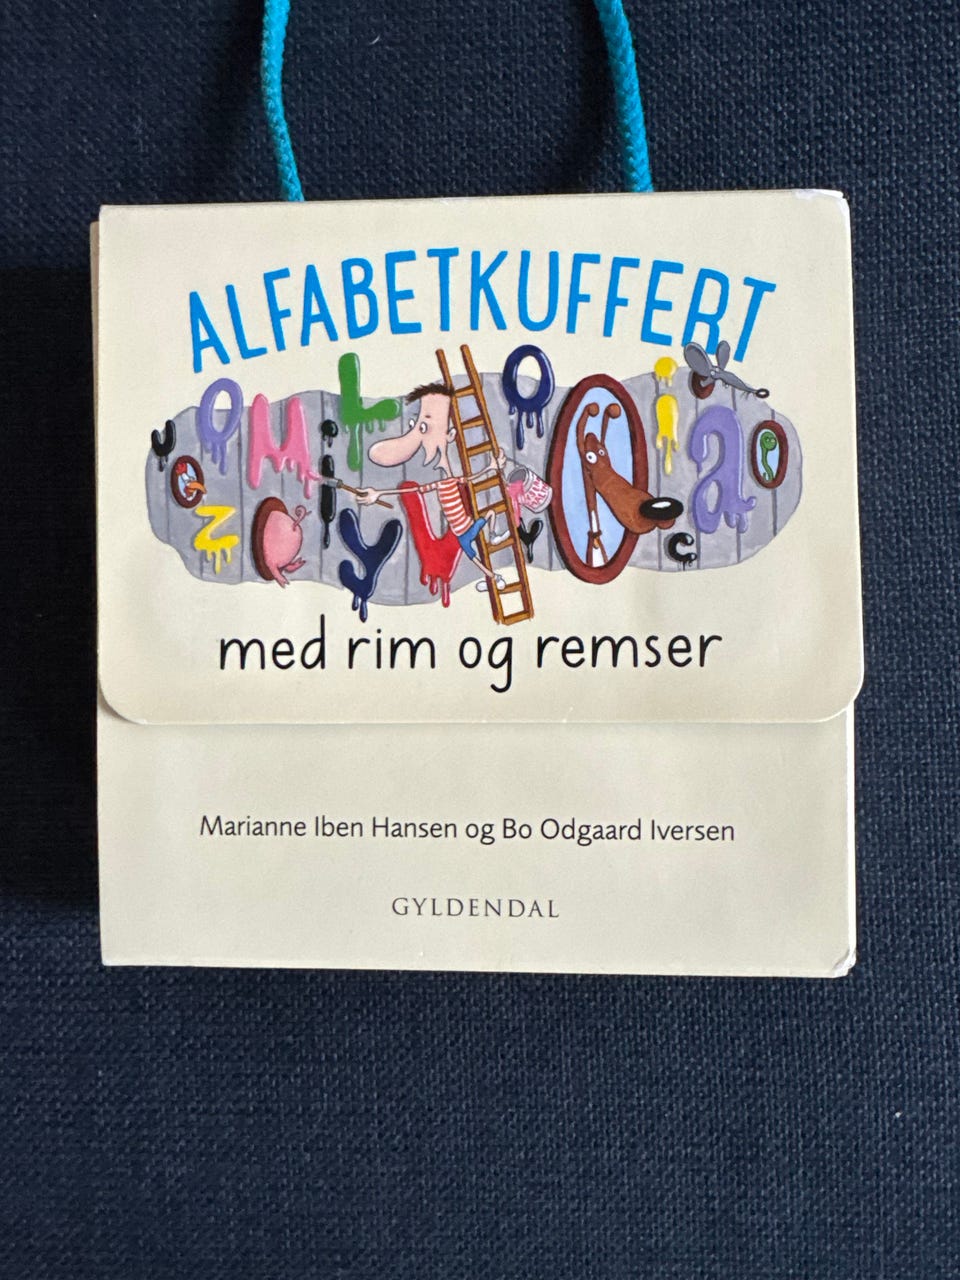 ALFABETKUFFERT
med rim og remser
Marianne Iben Hansen og Bo Odgaard Iversen
GYLDENDAL